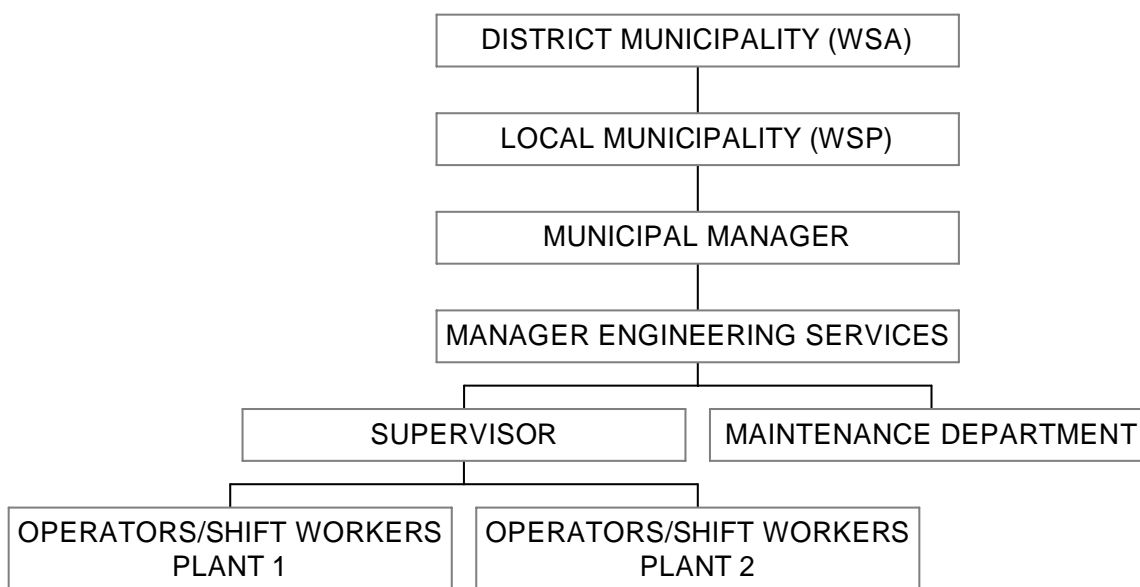 DISTRICT MUNICIPALITY (WSA)
LOCAL MUNICIPALITY (WSP)
MUNICIPAL MANAGER
MANAGER ENGINEERING SERVICES
SUPERVISOR
MAINTENANCE DEPARTMENT
OPERATORS/SHIFT WORKERS
PLANT 1
OPERATORS/SHIFT WORKERS
PLANT 2